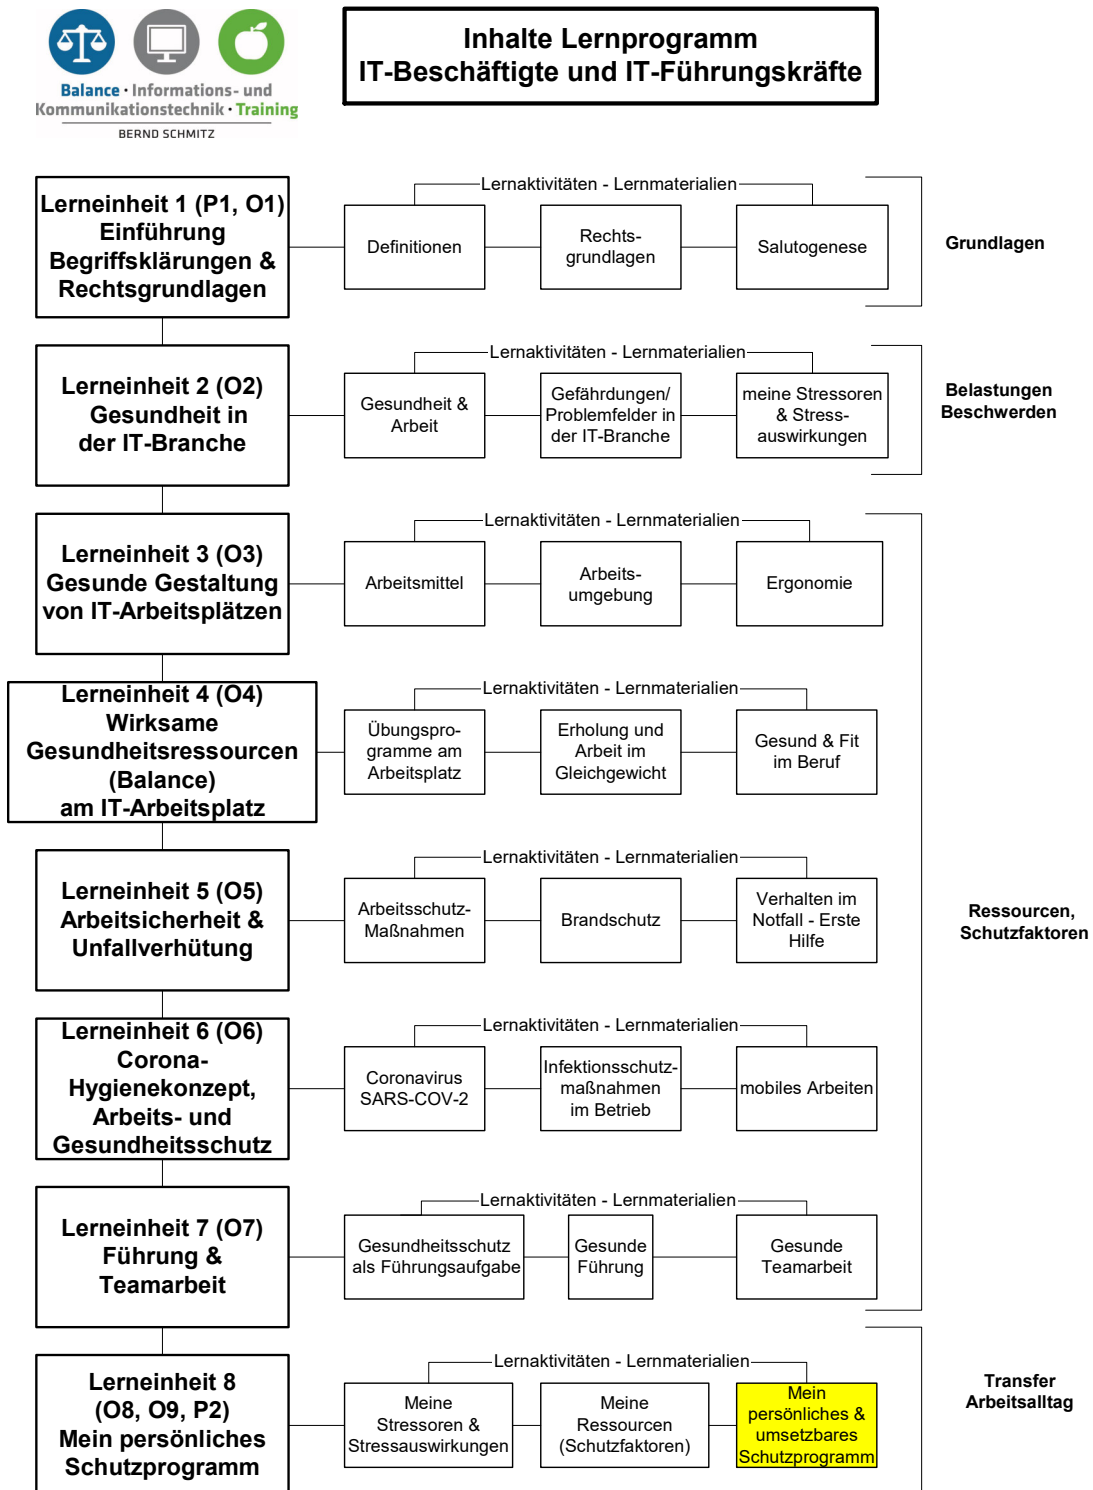 Balance · Informations- und
Kommunikationstechnik · Training
BERND SCHMITZ
Inhalte Lernprogramm
IT-Beschäftigte und IT-Führungskräfte
Lerneinheit 1 (P1, O1)
Einführung
Begriffsklärungen &
Rechtsgrundlagen
Lernaktivitäten - Lernmaterialien
Definitionen
Rechts-
grundlagen
Salutogenese
Grundlagen
Lerneinheit 2 (O2)
Gesundheit in
der IT-Branche
Lernaktivitäten - Lernmaterialien
Gesundheit &
Arbeit
Gefährdungen/
Problemfelder in
der IT-Branche
meine Stressoren
& Stress-
auswirkungen
Belastungen
Beschwerden
Lerneinheit 3 (O3)
Gesunde Gestaltung
von IT-Arbeitsplätzen
Lernaktivitäten - Lernmaterialien
Arbeitsmittel
Arbeits-
umgebung
Ergonomie
Lerneinheit 4 (O4)
Wirksame
Gesundheitsressourcen
(Balance)
am IT-Arbeitsplatz
Lernaktivitäten - Lernmaterialien
Übungspro-
gramme am
Arbeitsplatz
Erholung und
Arbeit im
Gleichgewicht
Gesund & Fit
im Beruf
Lerneinheit 5 (O5)
Arbeitsicherheit &
Unfallverhütung
Lernaktivitäten - Lernmaterialien
Arbeitsschutz-
Maßnahmen
Brandschutz
Verhalten im
Notfall - Erste
Hilfe
Ressourcen,
Schutzfaktoren
Lerneinheit 6 (O6)
Corona-
Hygienekonzept,
Arbeits- und
Gesundheitsschutz
Lernaktivitäten - Lernmaterialien
Coronavirus
SARS-COV-2
Infektionsschutz-
maßnahmen
im Betrieb
mobiles Arbeiten
Lerneinheit 7 (O7)
Führung &
Teamarbeit
Lernaktivitäten - Lernmaterialien
Gesundheitsschutz
als Führungsaufgabe
Gesunde
Führung
Gesunde
Teamarbeit
Lerneinheit 8
(O8, O9, P2)
Mein persönliches
Schutzprogramm
Lernaktivitäten - Lernmaterialien
Meine
Stressoren &
Stressauswirkungen
Meine
Ressourcen
(Schutzfaktoren)
Mein
persönliches &
umsetzbares
Schutzprogramm
Transfer
Arbeitsalltag